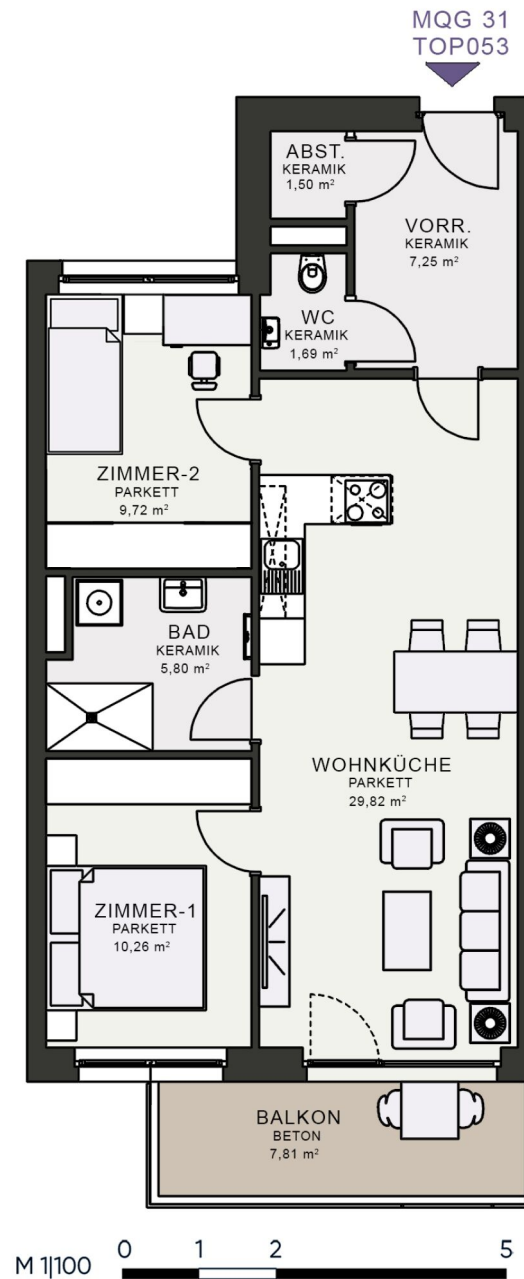 MQG 31
TOP053
ABST.
KERAMIK
1,50 m²
VORR.
KERAMIK
7,25 m²
WC
KERAMIK
1,69 m²
ZIMMER-2
PARKETT
9,72 m²
BAD
KERAMIK
5,80 m²
WOHNKÜCHE
PARKETT
29,82 m²
ZIMMER-1
PARKETT
10,26 m²
BALKON
BETON
7,81 m²
M 1|100 0 1 2 5